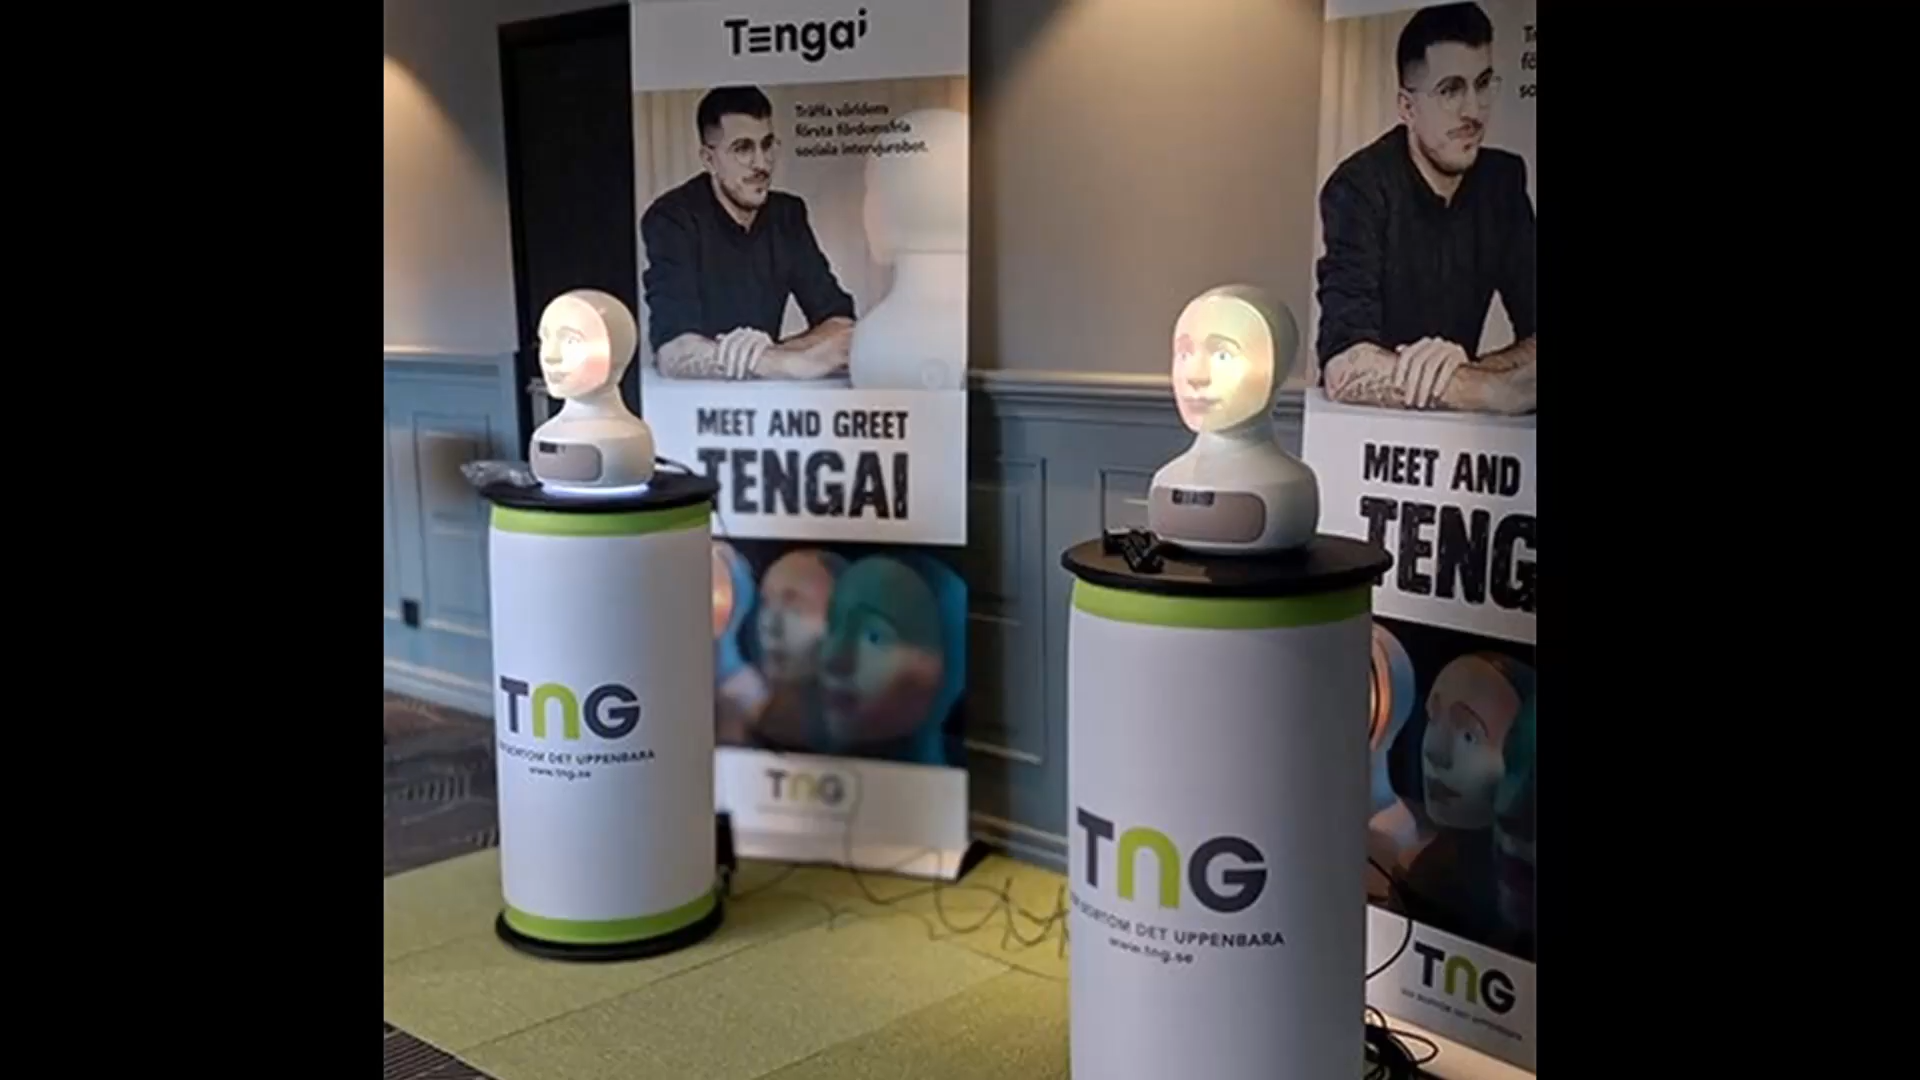 Tengai
Träffa världens
första fördomsfria
sociala intervjurobot.
MEET AND GREET
TENGAI
TNG
BORTOM DET UPPENBARA
www.tng.se
TNG
MEET AND
TENG
TNG
BORTOM DET UPPENBARA
www.tng.se
TNG